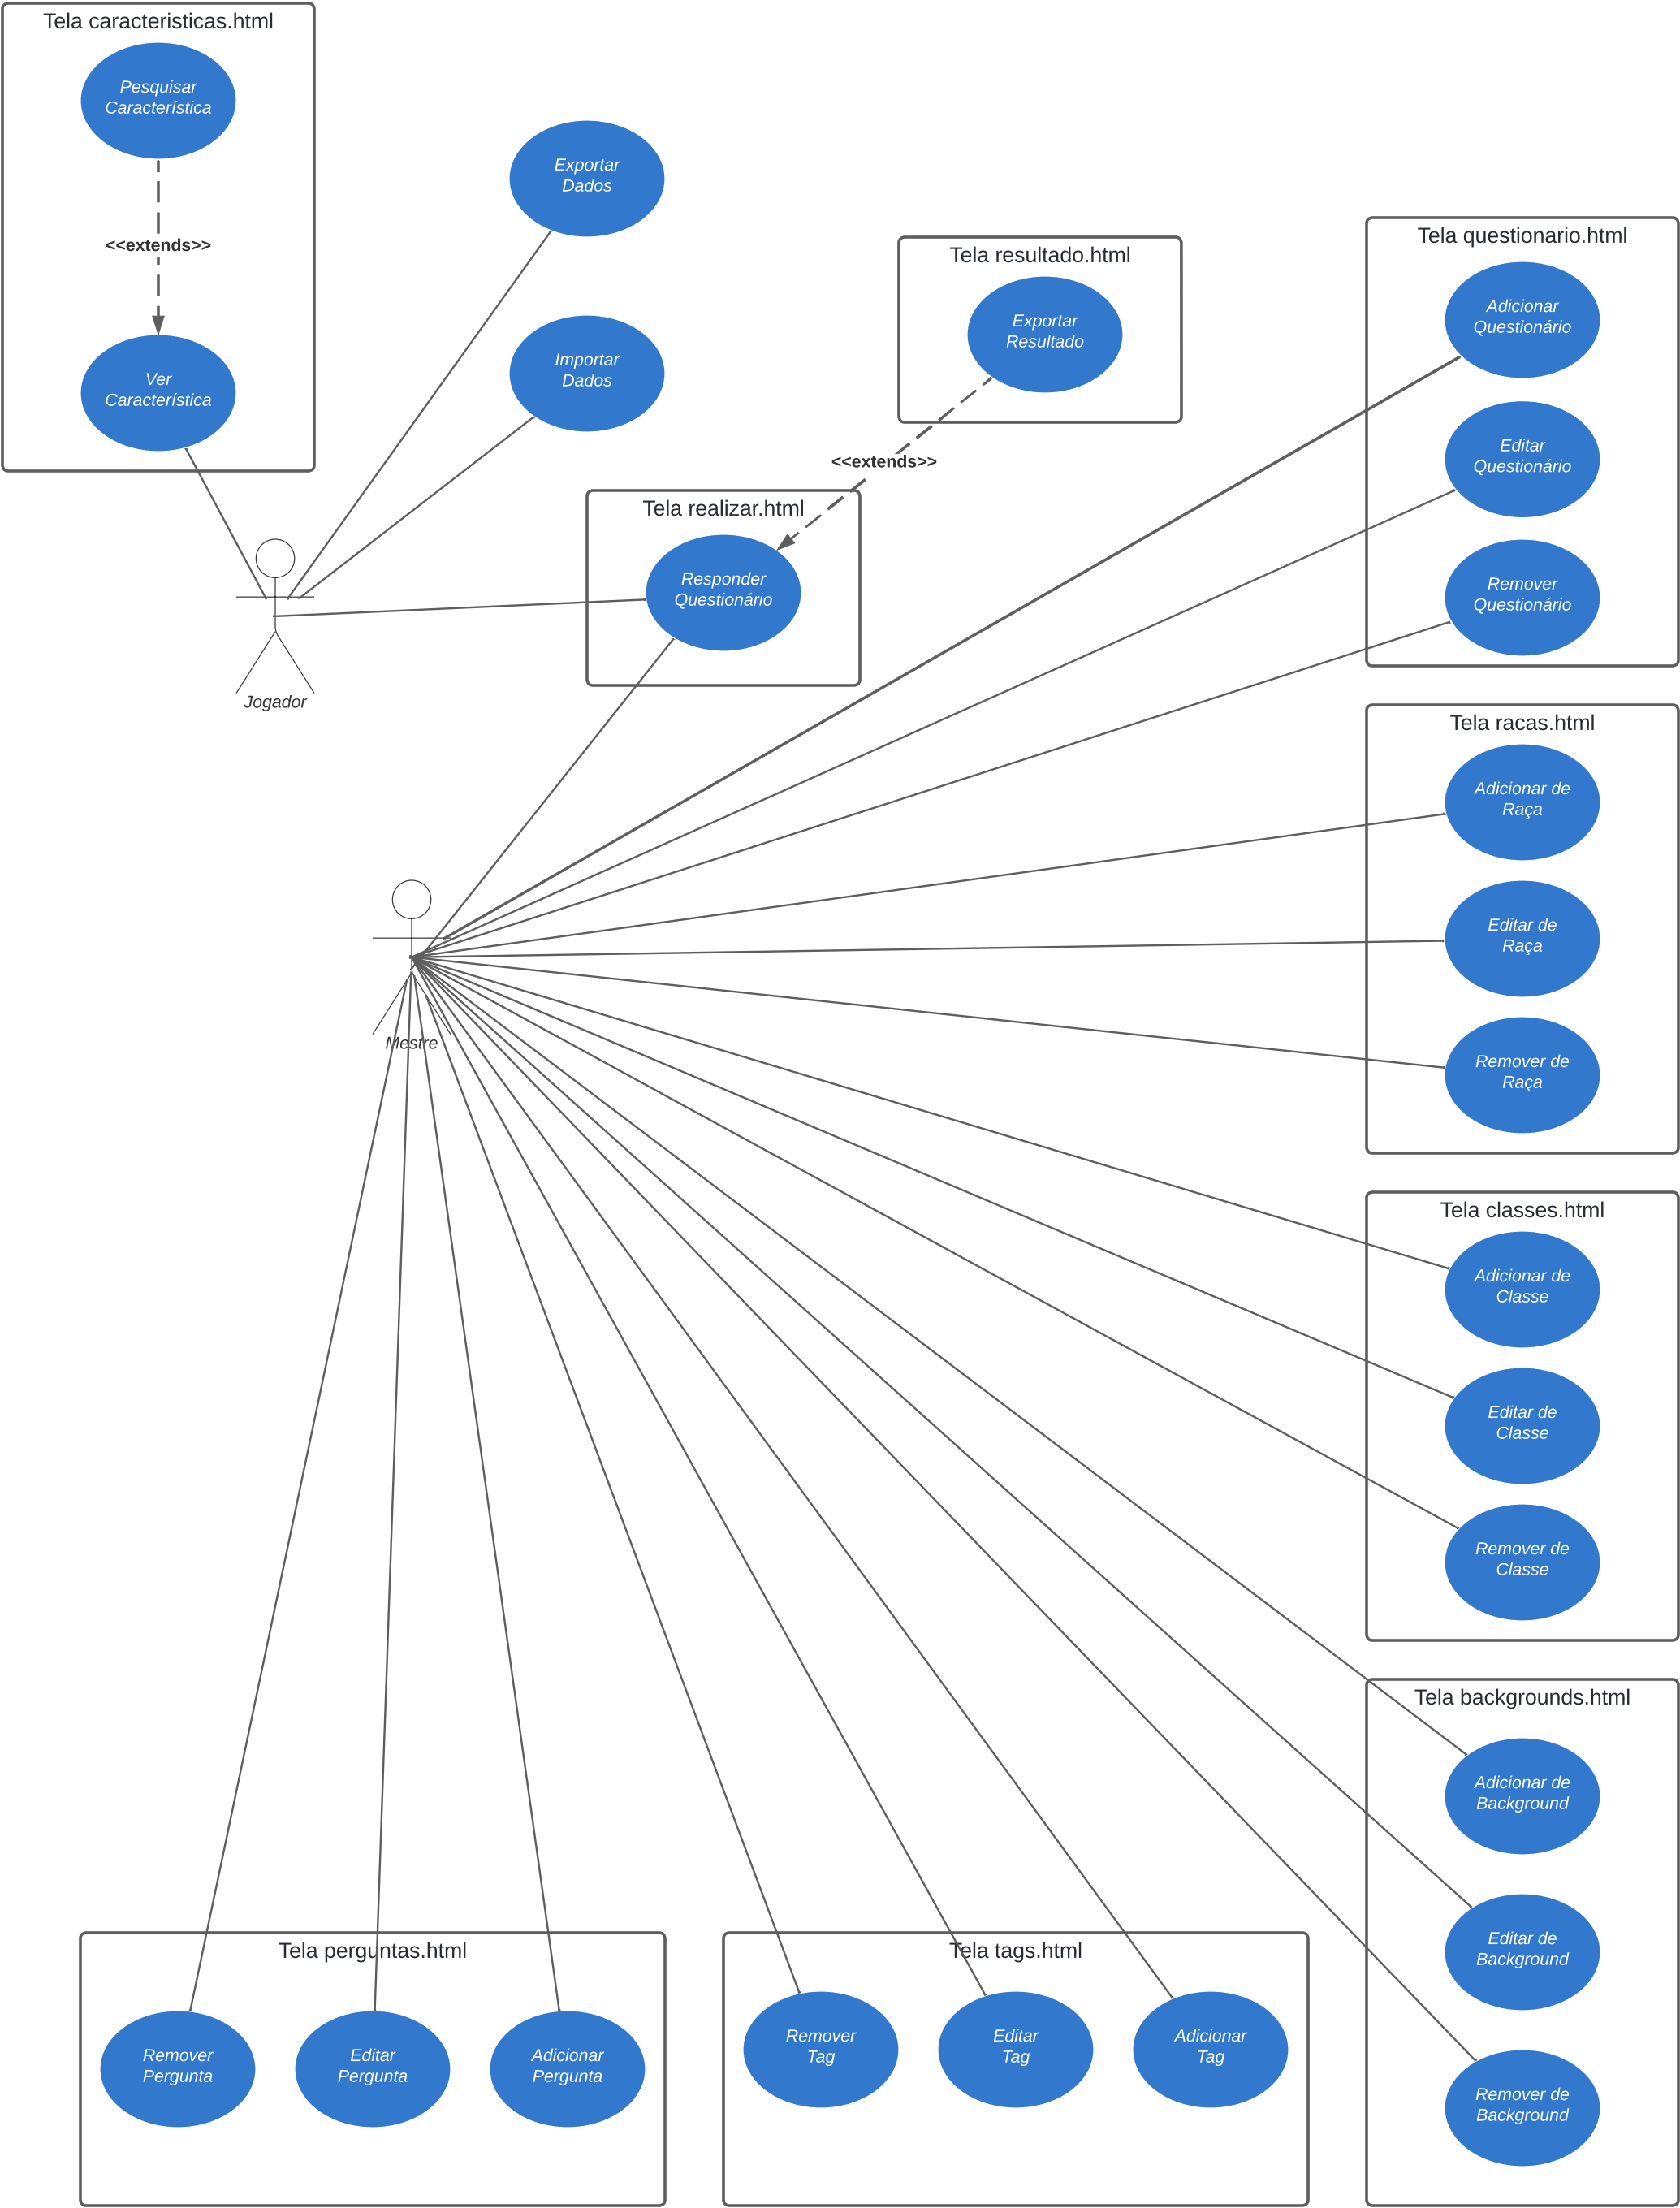 Tela caracteristicas.html
Pesquisar
Característica
<<extends>>
Ver
Característica
Exportar
Dados
Importar
Dados
Jogador
Tela resultado.html
Exportar
Resultado
<<extends>>
Tela realizar.html
Responder
Questionário
Tela questionario.html
Adicionar
Questionário
Editar
Questionário
Remover
Questionário
Tela racas.html
Adicionar de
Raça
Editar de
Raça
Remover de
Raça
Mestre
Tela classes.html
Adicionar de
Classe
Editar de
Classe
Remover de
Classe
Tela backgrounds.html
Adicionar de
Background
Editar de
Background
Remover de
Background
Tela perguntas.html
Remover
Pergunta
Editar
Pergunta
Adicionar
Pergunta
Tela tags.html
Remover
Tag
Editar
Tag
Adicionar
Tag